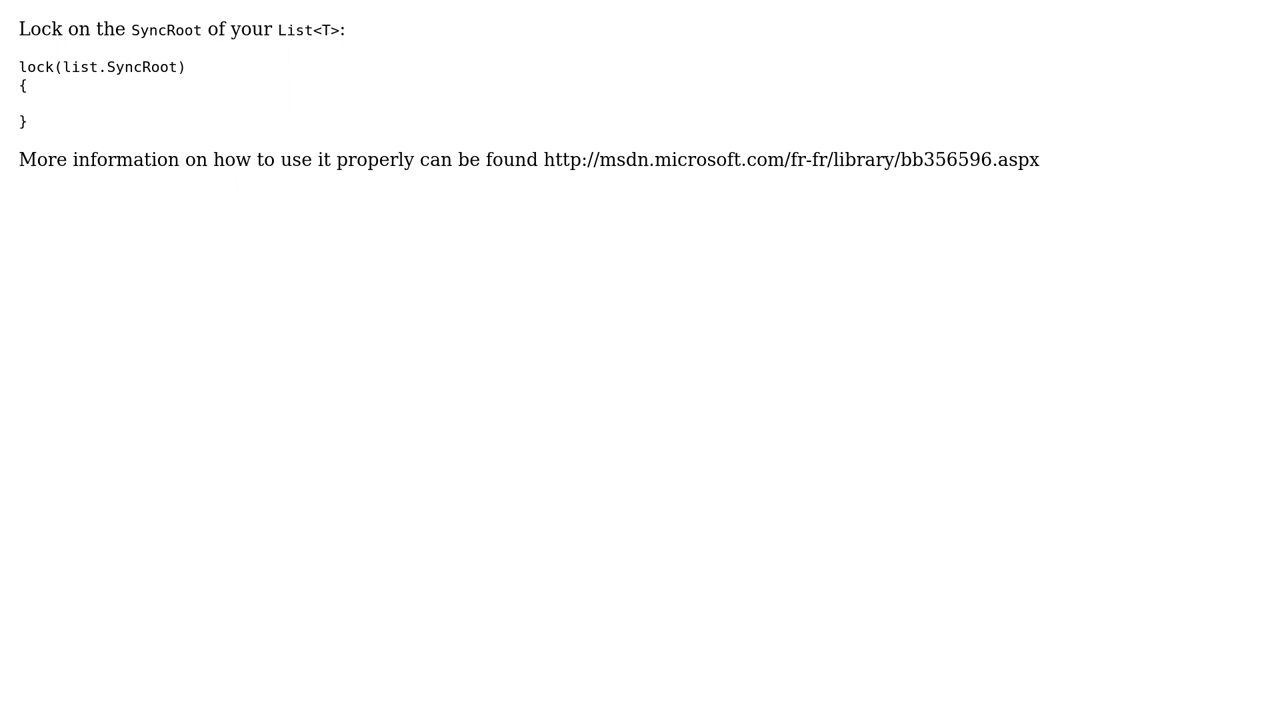 Lock on the SyncRoot of your List<T>:
lock(list.SyncRoot)
{
}
More information on how to use it properly can be found http://msdn.microsoft.com/fr-fr/library/bb356596.aspx